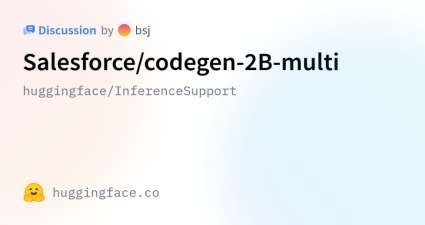 Discussion by bsj
Salesforce/codegen-2B-multi
huggingface/InferenceSupport
huggingface.co